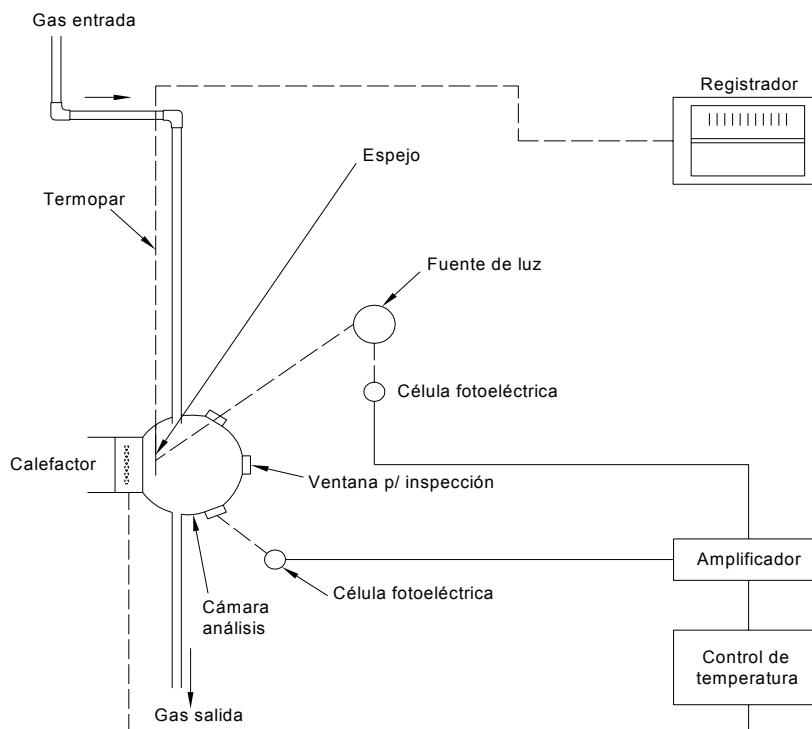 Gas entrada
Registrador
Espejo
Termopar
Fuente de luz
Célula fotoeléctrica
Calefactor
Ventana p/ inspección
Amplificador
Célula fotoeléctrica
Cámara
análisis
Control de
temperatura
Gas salida